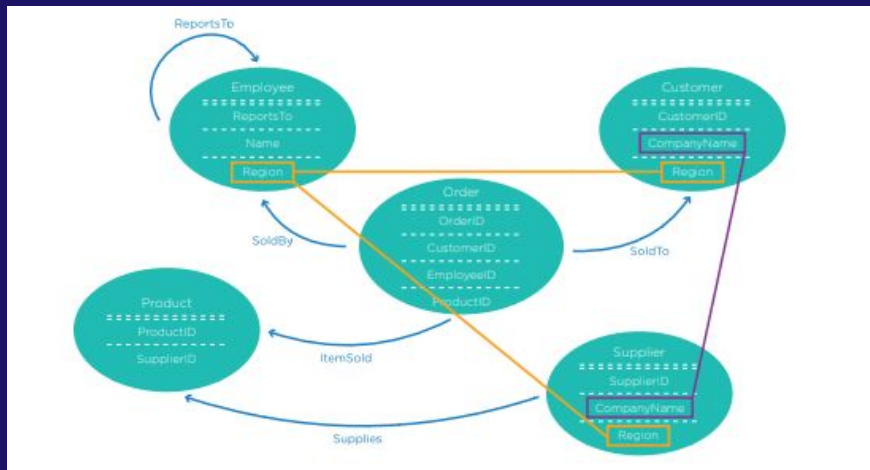 ReportsTo
Employee
ReportsTo
Name
Region
Customer
CustomerID
CompanyName
Region
Order
OrderID
CustomerID
EmployeeID
ProductID
SoldBy
SoldTo
Product
ProductID
SupplierID
ItemSold
Supplier
SupplierID
CompanyName
Region
Supplies